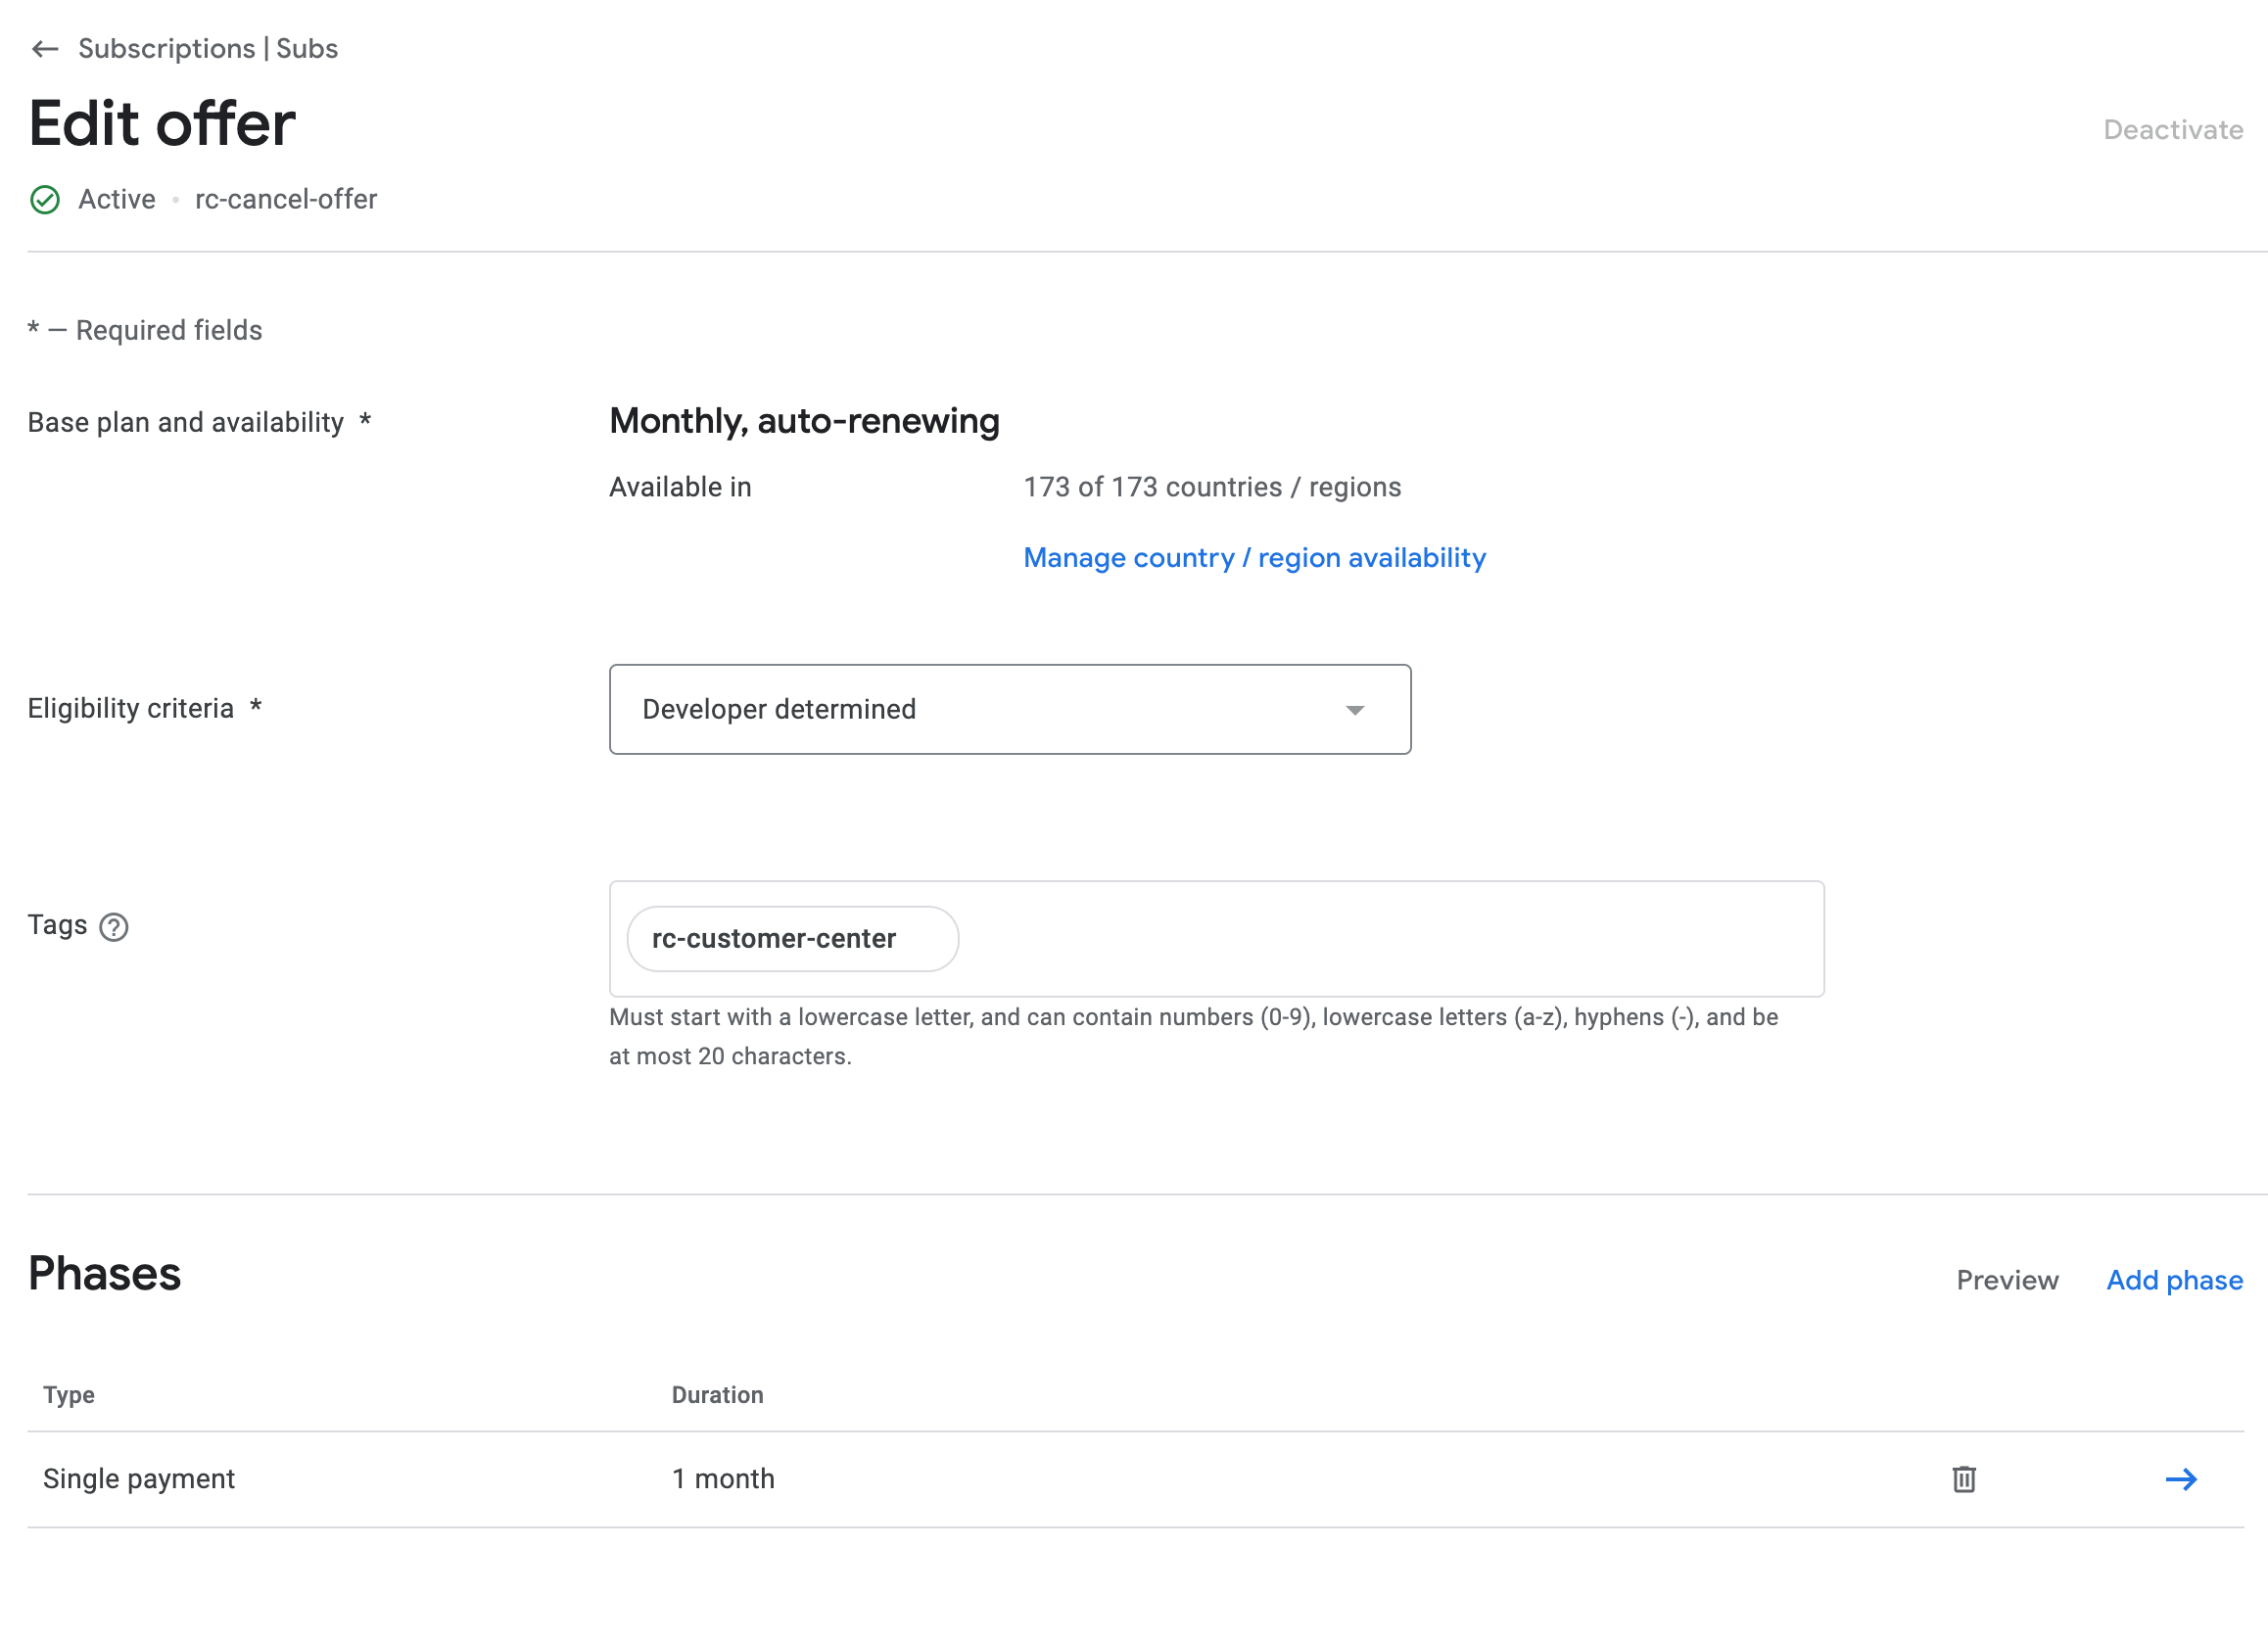 Subscriptions | Subs
Edit offer
Deactivate
Active • rc-cancel-offer
* — Required fields
Base plan and availability *
Monthly, auto-renewing
Available in
173 of 173 countries / regions
Manage country / region availability
Eligibility criteria *
Developer determined
Tags
rc-customer-center
Must start with a lowercase letter, and can contain numbers (0-9), lowercase letters (a-z), hyphens (-), and be
at most 20 characters.
Phases
Preview
Add phase
Type
Duration
Single payment
1 month